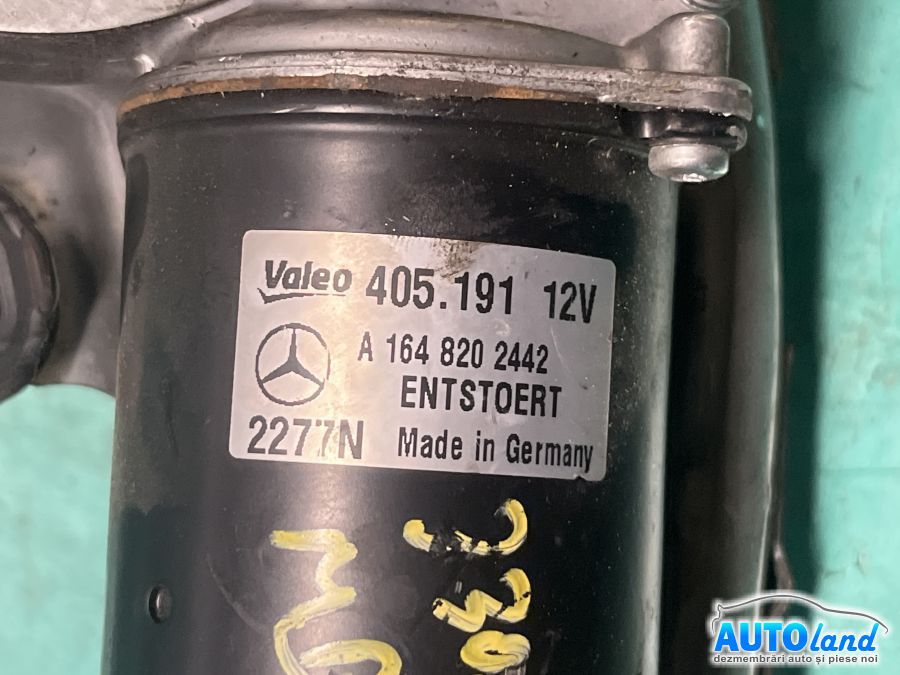 Valeo 405.191 12V
A 164 820 2442
ENTSTOERT
2277N Made in Germany
AUTOland
dezmembrări auto și piese noi